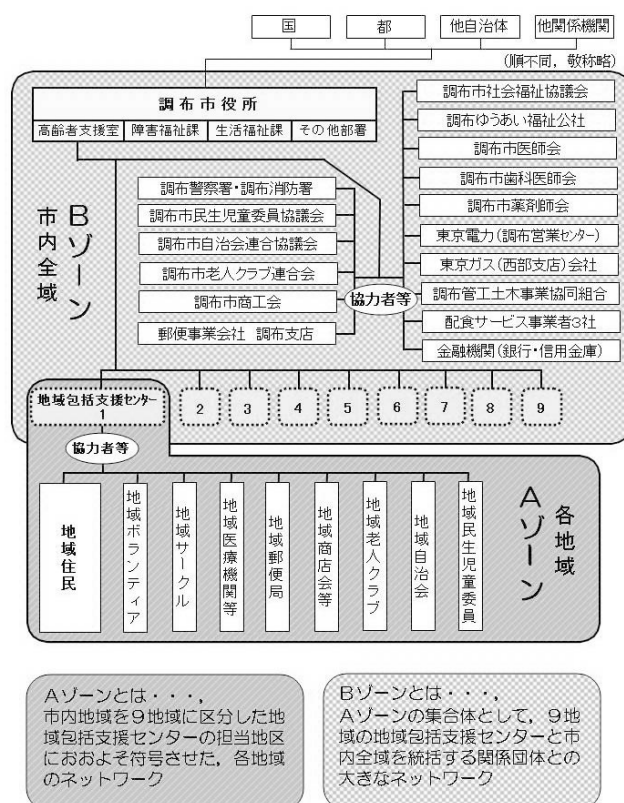 国
都
他自治体
他関係機関
(順不同，敬称略)
調布市役所
高齢者支援室
障害福祉課
生活福祉課
その他部署
調布市社会福祉協議会
調布ゆうあい福祉公社
調布市医師会
調布市歯科医師会
調布市薬剤師会
東京電力(調布営業センター)
東京ガス(西部支店)会社
調布管工土木事業協同組合
配食サービス事業者3社
金融機関(銀行・信用金庫)
調布警察署・調布消防署
調布市民生児童委員協議会
調布市自治会連合協議会
調布市老人クラブ連合会
調布市商工会
郵便事業会社 調布支店
協力者等
Bゾーン
市内全域
地域包括支援センター
1
2
3
4
5
6
7
8
9
協力者等
地域住民
地域ボランティア
地域サークル
地域医療機関等
地域郵便局
地域商店会等
地域老人クラブ
地域自治会
地域民生児童委員
Aゾーン
各地域
Aゾーンとは・・・，
市内地域を9地域に区分した地
域包括支援センターの担当地区
におおよそ符号させた，各地域
のネットワーク
Bゾーンとは・・・，
Aゾーンの集合体として，9地
域の地域包括支援センターと市
内全域を統括する関係団体との
大きなネットワーク